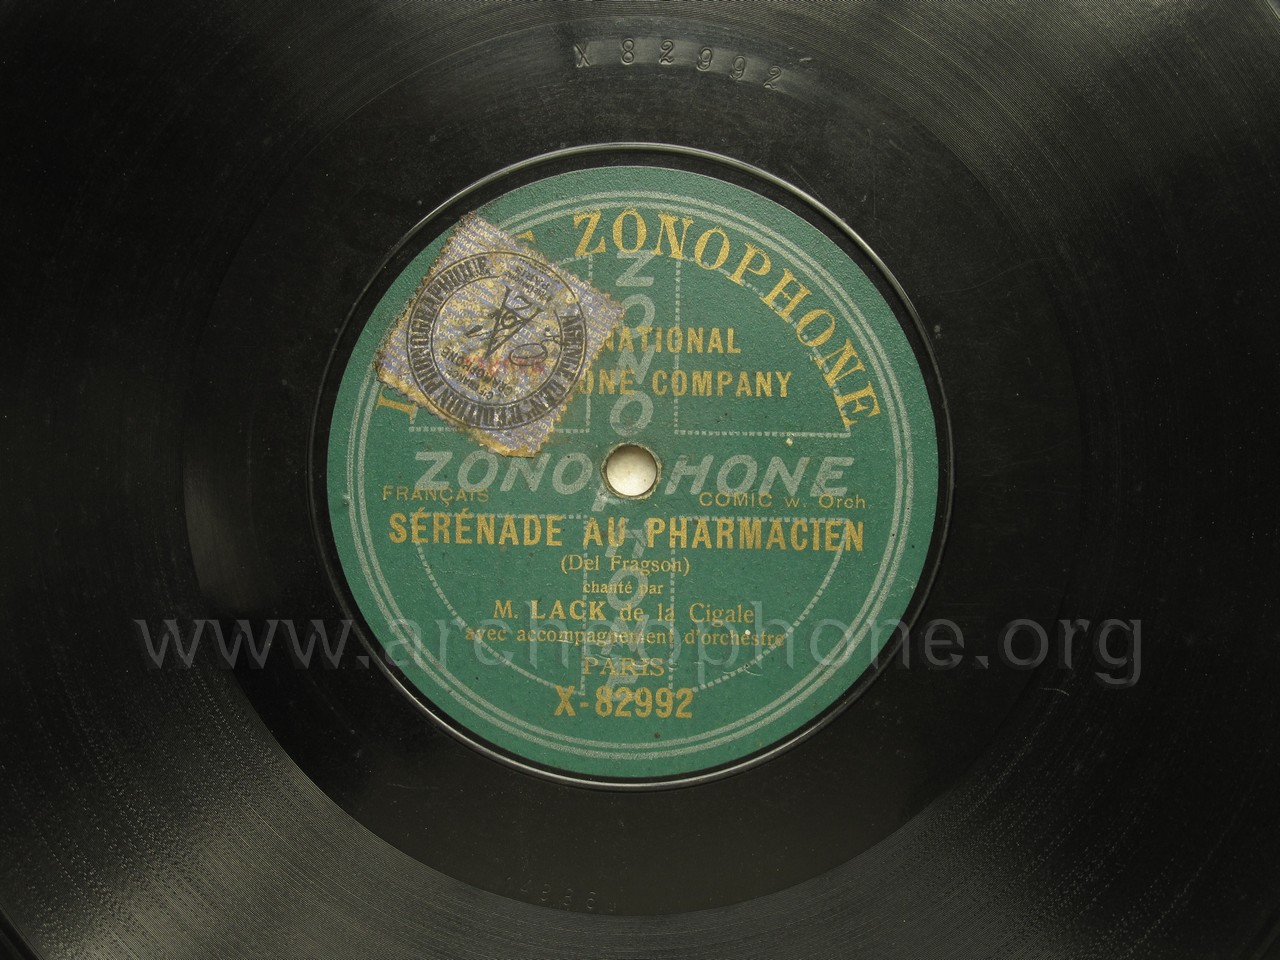 X 82992
ZONOPHONE
NATIONAL
COMPANY
ZONOPHONE
FRANÇAIS
COMIC w. Orch.
SÉRÉNADE AU PHARMACIEN
(Del Fragson)
chanté par
M. LACK de la Cigale
avec accompagnement d'orchestre
PARIS
X-82992
www.archeophone.org